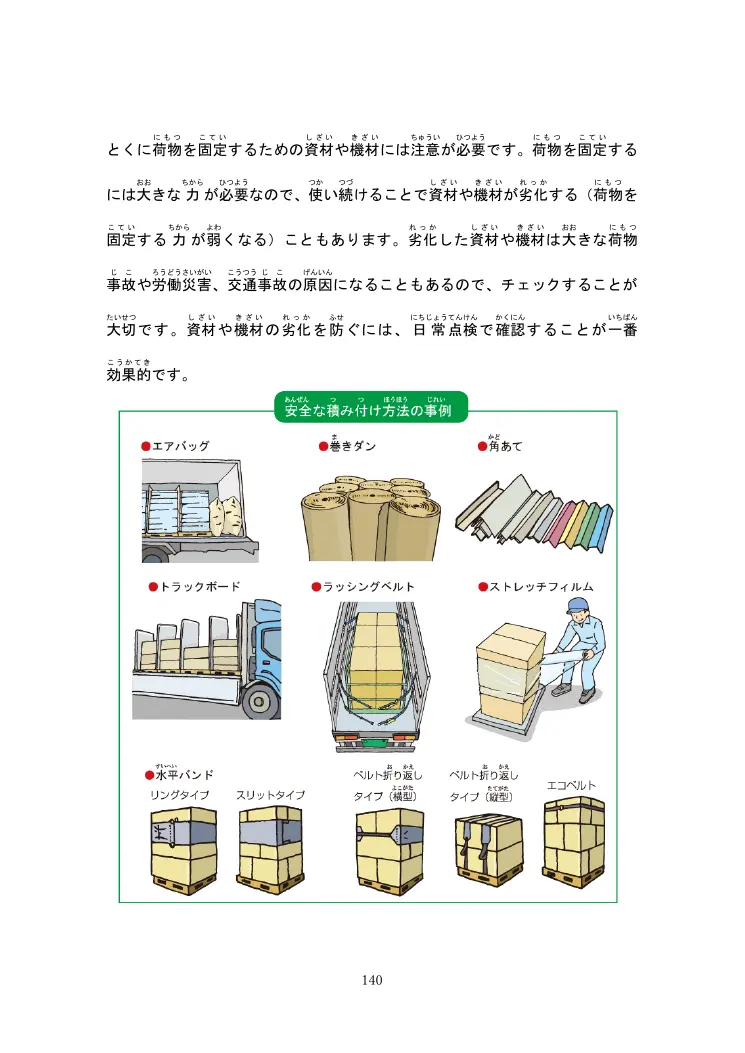 とくに荷物を固定するための資材や機材には注意が必要です。荷物を固定する
には大きな力が必要なので、使い続けることで資材や機材が劣化する（荷物を
固定する力が弱くなる）こともあります。劣化した資材や機材は大きな荷物
事故や労働災害、交通事故の原因になることもあるので、チェックすることが
大切です。資材や機材の劣化を防ぐには、日常点検で確認することが一番
効果的です。
安全な積み付け方法の事例
●エアバッグ ●巻きダン ●角あて
●トラックボード ●ラッシングベルト ●ストレッチフィルム
●水平バンド
リングタイプ スリットタイプ
ベルト折り返し
タイプ（横型）
ベルト折り返し
タイプ（縦型）
エコベルト
140